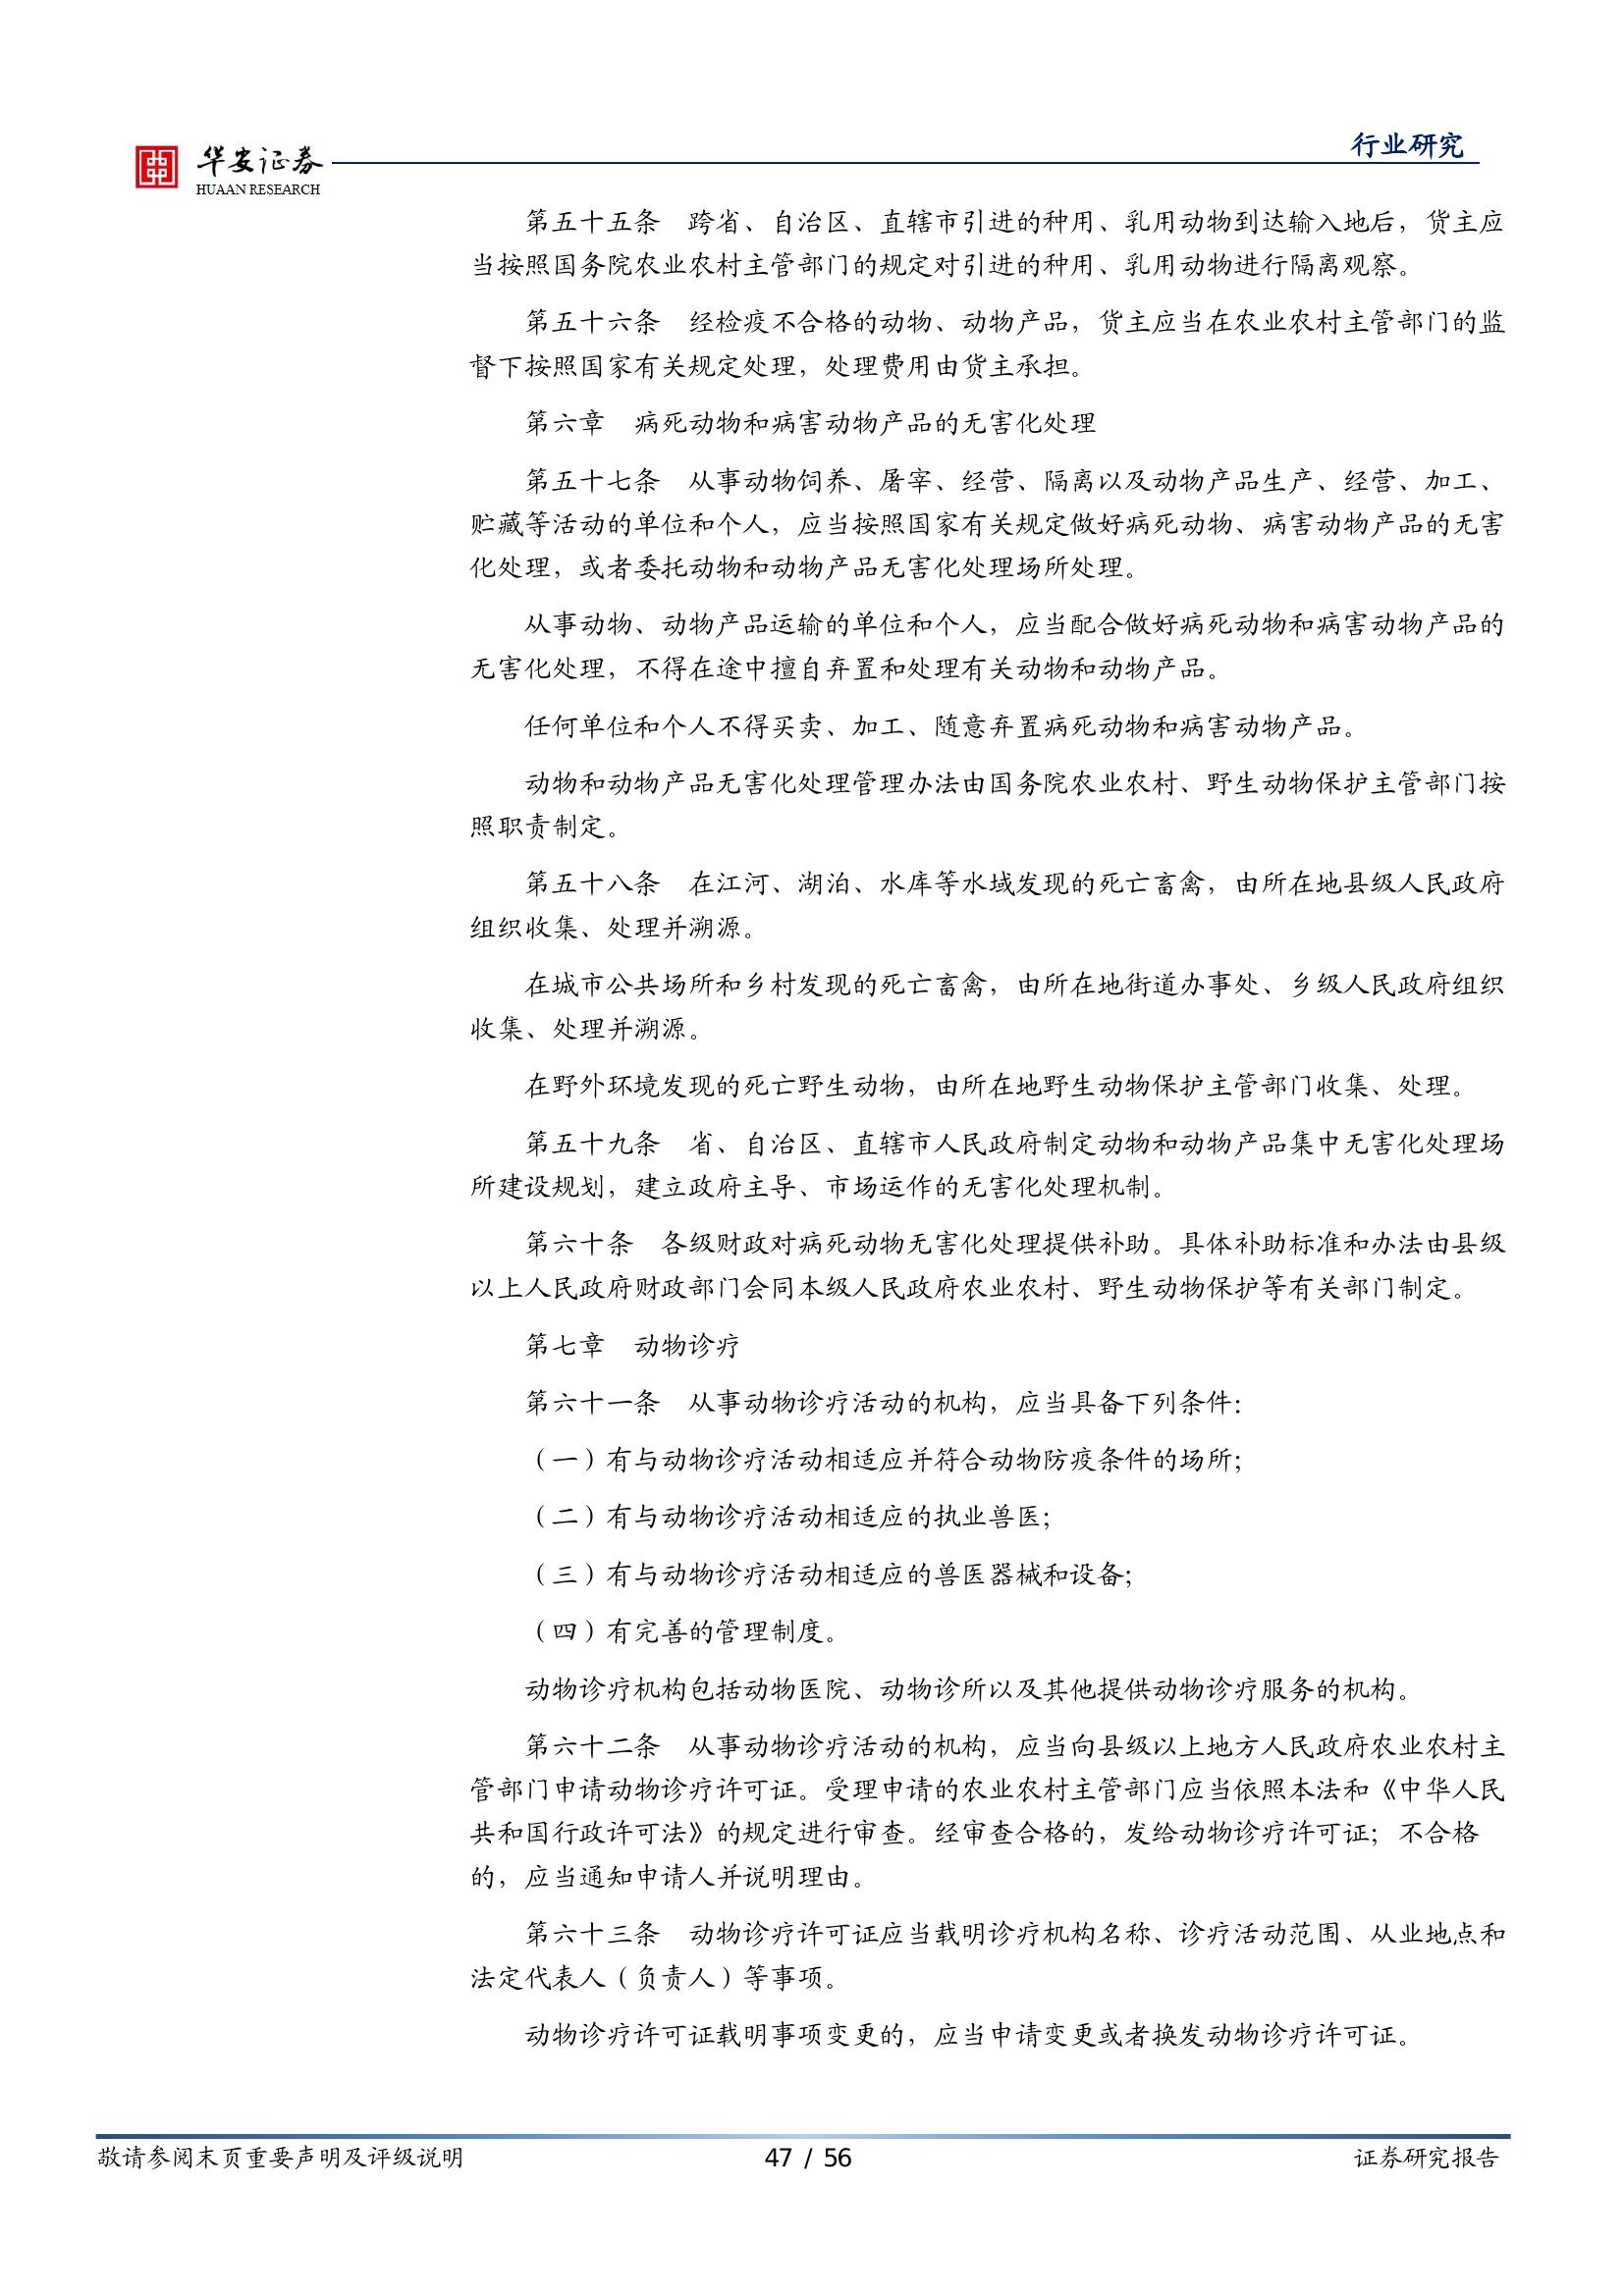 华安证券
HUAAN RESEARCH
行业研究
第五十五条　跨省、自治区、直辖市引进的种用、乳用动物到达输入地后，货主应
当按照国务院农业农村主管部门的规定对引进的种用、乳用动物进行隔离观察。
第五十六条　经检疫不合格的动物、动物产品，货主应当在农业农村主管部门的监
督下按照国家有关规定处理，处理费用由货主承担。
第六章　病死动物和病害动物产品的无害化处理
第五十七条　从事动物饲养、屠宰、经营、隔离以及动物产品生产、经营、加工、
贮藏等活动的单位和个人，应当按照国家有关规定做好病死动物、病害动物产品的无害
化处理，或者委托动物和动物产品无害化处理场所处理。
从事动物、动物产品运输的单位和个人，应当配合做好病死动物和病害动物产品的
无害化处理，不得在途中擅自弃置和处理有关动物和动物产品。
任何单位和个人不得买卖、加工、随意弃置病死动物和病害动物产品。
动物和动物产品无害化处理管理办法由国务院农业农村、野生动物保护主管部门按
照职责制定。
第五十八条　在江河、湖泊、水库等水域发现的死亡畜禽，由所在地县级人民政府
组织收集、处理并溯源。
在城市公共场所和乡村发现的死亡畜禽，由所在地街道办事处、乡级人民政府组织
收集、处理并溯源。
在野外环境发现的死亡野生动物，由所在地野生动物保护主管部门收集、处理。
第五十九条　省、自治区、直辖市人民政府制定动物和动物产品集中无害化处理场
所建设规划，建立政府主导、市场运作的无害化处理机制。
第六十条　各级财政对病死动物无害化处理提供补助。具体补助标准和办法由县级
以上人民政府财政部门会同本级人民政府农业农村、野生动物保护等有关部门制定。
第七章　动物诊疗
第六十一条　从事动物诊疗活动的机构，应当具备下列条件：
（一）有与动物诊疗活动相适应并符合动物防疫条件的场所；
（二）有与动物诊疗活动相适应的执业兽医；
（三）有与动物诊疗活动相适应的兽医器械和设备；
（四）有完善的管理制度。
动物诊疗机构包括动物医院、动物诊所以及其他提供动物诊疗服务的机构。
第六十二条　从事动物诊疗活动的机构，应当向县级以上地方人民政府农业农村主
管部门申请动物诊疗许可证。受理申请的农业农村主管部门应当依照本法和《中华人民
共和国行政许可法》的规定进行审查。经审查合格的，发给动物诊疗许可证；不合格
的，应当通知申请人并说明理由。
第六十三条　动物诊疗许可证应当载明诊疗机构名称、诊疗活动范围、从业地点和
法定代表人（负责人）等事项。
动物诊疗许可证载明事项变更的，应当申请变更或者换发动物诊疗许可证。
敬请参阅末页重要声明及评级说明
47 / 56
证券研究报告